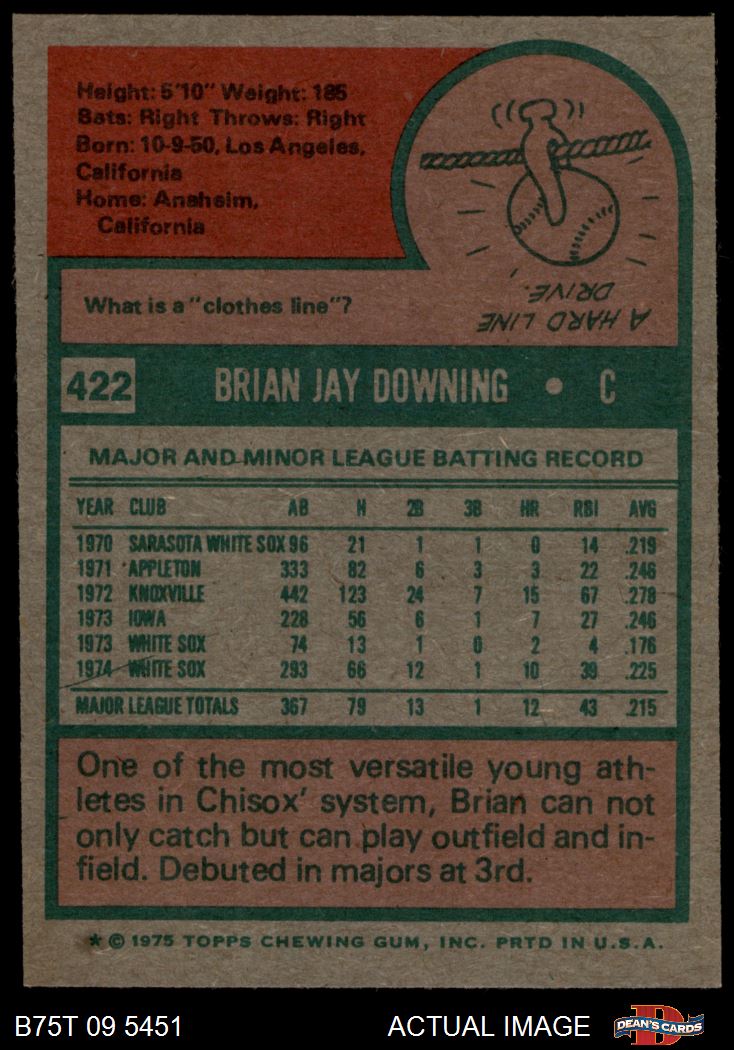 Height: 5'10" Weight: 185
Bats: Right Throws: Right
Born: 10-9-50, Los Angeles,
California
Home: Anaheim,
California
What is a "clothes line"?
A HARD LINE
DRIVE.
422 BRIAN JAY DOWNING • C
MAJOR AND MINOR LEAGUE BATTING RECORD
YEAR CLUB AB H 2B 3B HR RBI AVG
1970 SARASOTA WHITE SOX 96 21 1 1 0 14 .219
1971 APPLETON 333 82 6 3 3 22 .246
1972 KNOXVILLE 442 123 24 7 15 67 .278
1973 IOWA 228 56 6 1 7 27 .246
1973 WHITE SOX 74 13 1 0 2 4 .176
1974 WHITE SOX 293 66 12 1 10 39 .225
MAJOR LEAGUE TOTALS 367 79 13 1 12 43 .215
One of the most versatile young ath-
letes in Chisox' system, Brian can not
only catch but can play outfield and in-
field. Debuted in majors at 3rd.
* © 1975 TOPPS CHEWING GUM, INC. PRTD IN U.S.A.
B75T 09 5451 ACTUAL IMAGE D DEAN'S CARDS